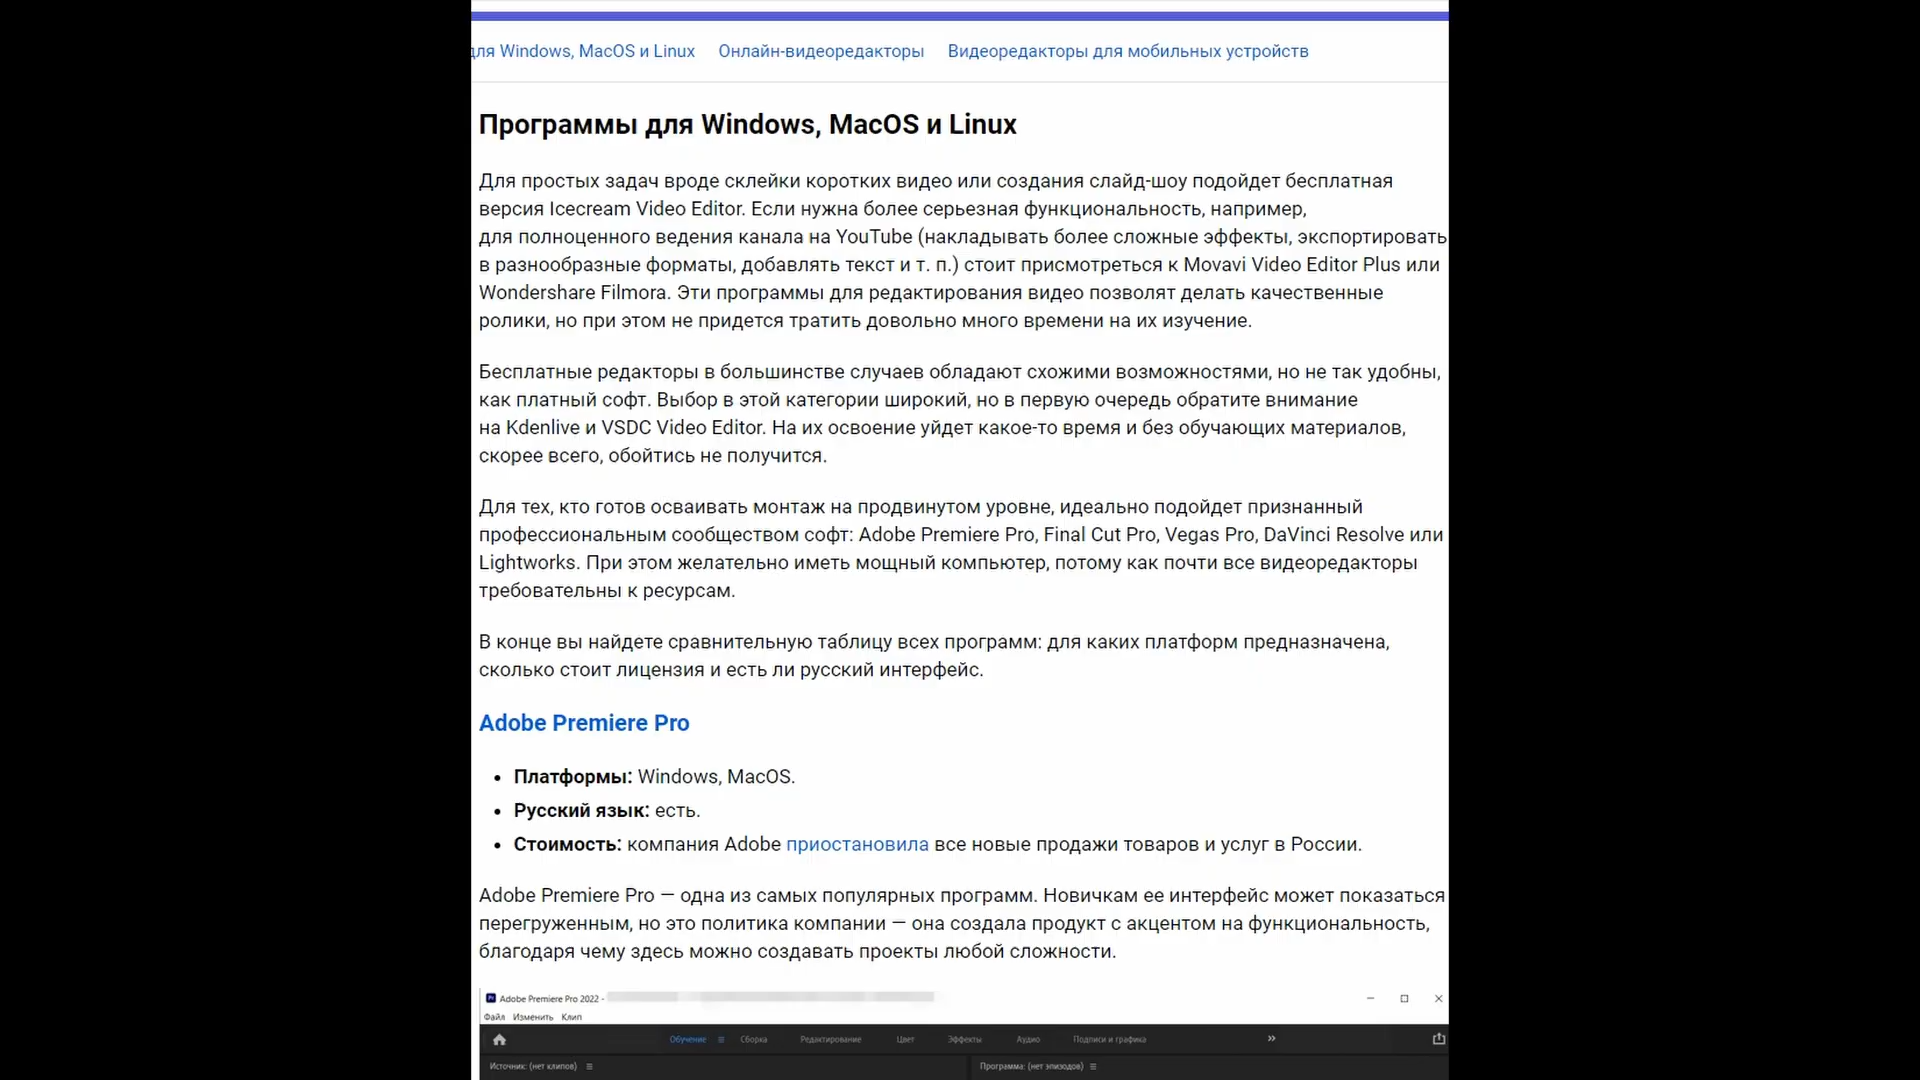 для Windows, MacOS и Linux Онлайн-видеоредакторы Видеоредакторы для мобильных устройств
Программы для Windows, MacOS и Linux
Для простых задач вроде склейки коротких видео или создания слайд-шоу подойдет бесплатная
версия Icecream Video Editor. Если нужна более серьезная функциональность, например,
для полноценного ведения канала на YouTube (накладывать более сложные эффекты, экспортировать
в разнообразные форматы, добавлять текст и т. п.) стоит присмотреться к Movavi Video Editor Plus или
Wondershare Filmora. Эти программы для редактирования видео позволят делать качественные
ролики, но при этом не придется тратить довольно много времени на их изучение.
Бесплатные редакторы в большинстве случаев обладают схожими возможностями, но не так удобны,
как платный софт. Выбор в этой категории широкий, но в первую очередь обратите внимание
на Kdenlive и VSDC Video Editor. На их освоение уйдет какое-то время и без обучающих материалов,
скорее всего, обойтись не получится.
Для тех, кто готов осваивать монтаж на продвинутом уровне, идеально подойдет признанный
профессиональным сообществом софт: Adobe Premiere Pro, Final Cut Pro, Vegas Pro, DaVinci Resolve или
Lightworks. При этом желательно иметь мощный компьютер, потому как почти все видеоредакторы
требовательны к ресурсам.
В конце вы найдете сравнительную таблицу всех программ: для каких платформ предназначена,
сколько стоит лицензия и есть ли русский интерфейс.
Adobe Premiere Pro
• Платформы: Windows, MacOS.
• Русский язык: есть.
• Стоимость: компания Adobe приостановила все новые продажи товаров и услуг в России.
Adobe Premiere Pro — одна из самых популярных программ. Новичкам ее интерфейс может показаться
перегруженным, но это политика компании — она создала продукт с акцентом на функциональность,
благодаря чему здесь можно создавать проекты любой сложности.
Pr Adobe Premiere Pro 2022 -
Файл Изменить Клип
Обучение Сборка Редактирование Цвет Эффекты Аудио Подписи и графика
Источник: (нет клипов) Программа: (нет эпизодов)